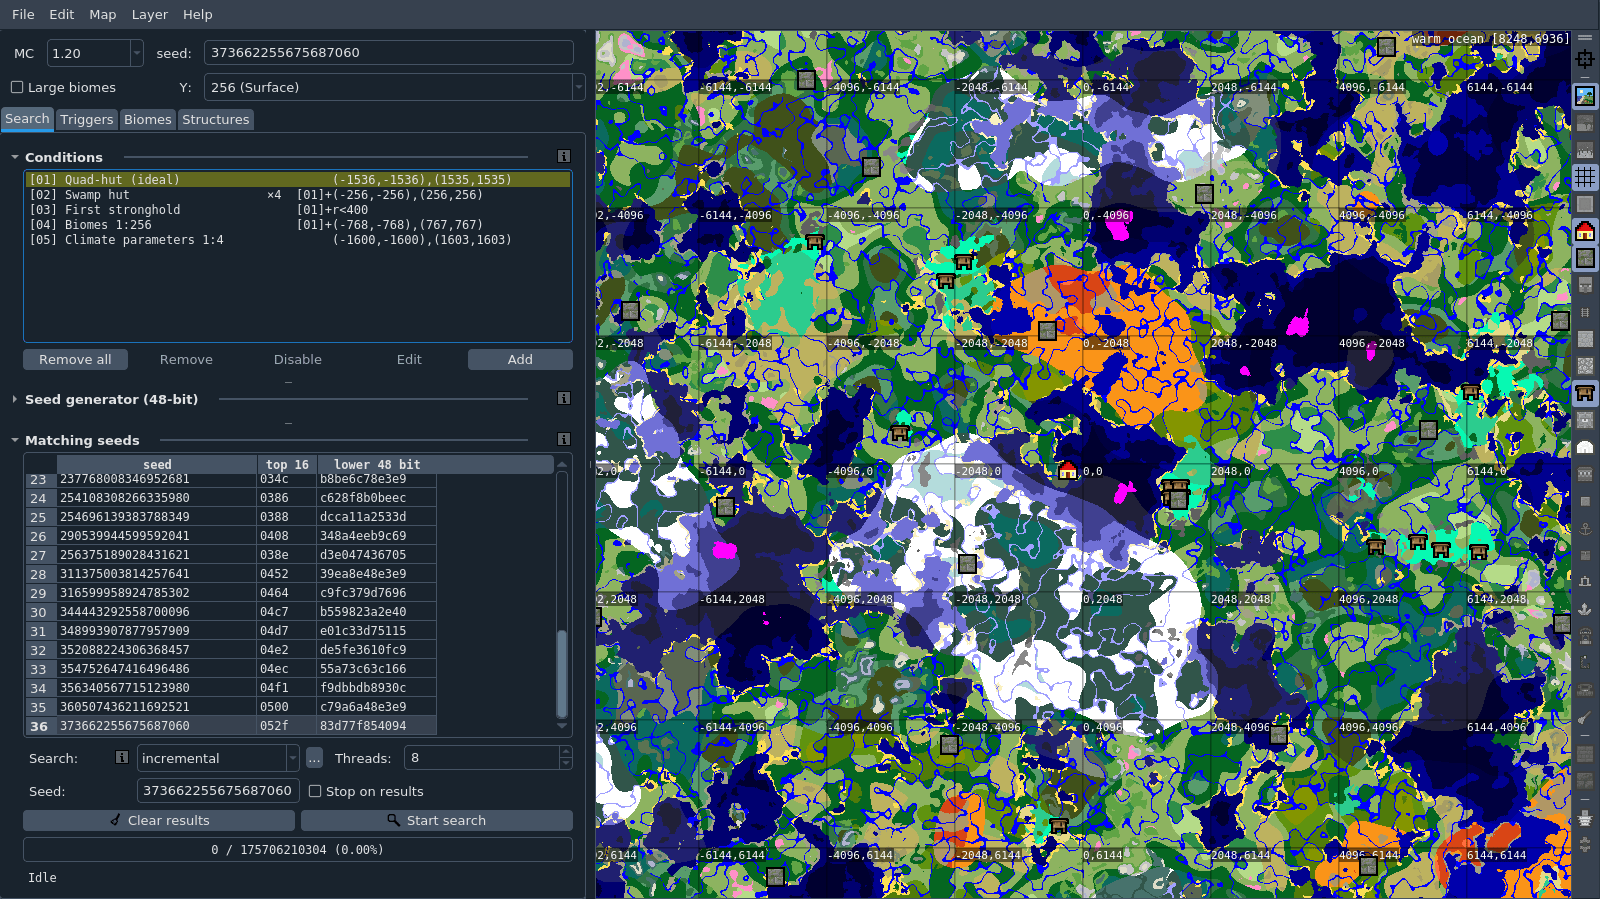 File Edit Map Layer Help
MC 1.20 seed: 373662255675687060
Large biomes Y: 256 (Surface)
Search Triggers Biomes Structures
Conditions
[01] Quad-hut (ideal) (-1536,-1536),(1535,1535)
[02] Swamp hut ×4 [01]+(-256,-256),(256,256)
[03] First stronghold [01]+r<400
[04] Biomes 1:256 [01]+(-768,-768),(767,767)
[05] Climate parameters 1:4 (-1600,-1600),(1603,1603)
Remove all Remove Disable Edit Add
Seed generator (48-bit)
Matching seeds
seed top 16 lower 48 bit
23 237768008346952681 034c b8be6c78e3e9
24 254108308266335980 0386 c628f8b0beec
25 254696139383788349 0388 dcca11a2533d
26 290539944599592041 0408 348a4eeb9c69
27 256375189028431621 038e d3e047436705
28 311375003814257641 0452 39ea8e48e3e9
29 316599958924785302 0464 c9fc379d7696
30 344443292558700096 04c7 b559823a2e40
31 348993907877957909 04d7 e01c33d75115
32 352088224306368457 04e2 de5fe3610fc9
33 354752647416496486 04ec 55a73c63c166
34 356340567715123980 04f1 f9dbbdb8930c
35 360507436211692521 0500 c79a6a48e3e9
36 373662255675687060 052f 83d77f854094
Search: incremental ... Threads: 8
Seed: 373662255675687060 Stop on results
Clear results Start search
0 / 175706210304 (0.00%)
Idle
warm ocean [8248,6936]
2,-6144 -6144,-6144 -4096,-6144 -2048,-6144 0,-6144 2048,-6144 4096,-6144 6144,-6144
2,-4096 -6144,-4096 -4096,-4096 -2048,-4096 0,-4096 2048,-4096 4096,-4096 6144,-4096
2,-2048 -6144,-2048 -4096,-2048 -2048,-2048 0,-2048 2048,-2048 4096,-2048 6144,-2048
2,0 -6144,0 -4096,0 -2048,0 0,0 2048,0 4096,0 6144,0
2,2048 -6144,2048 -4096,2048 -2048,2048 0,2048 2048,2048 4096,2048 6144,2048
2,4096 -6144,4096 -4096,4096 -2048,4096 0,4096 2048,4096 4096,4096 6144,4096
2,6144 -6144,6144 -4096,6144 -2048,6144 0,6144 2048,6144 4096,6144 6144,6144